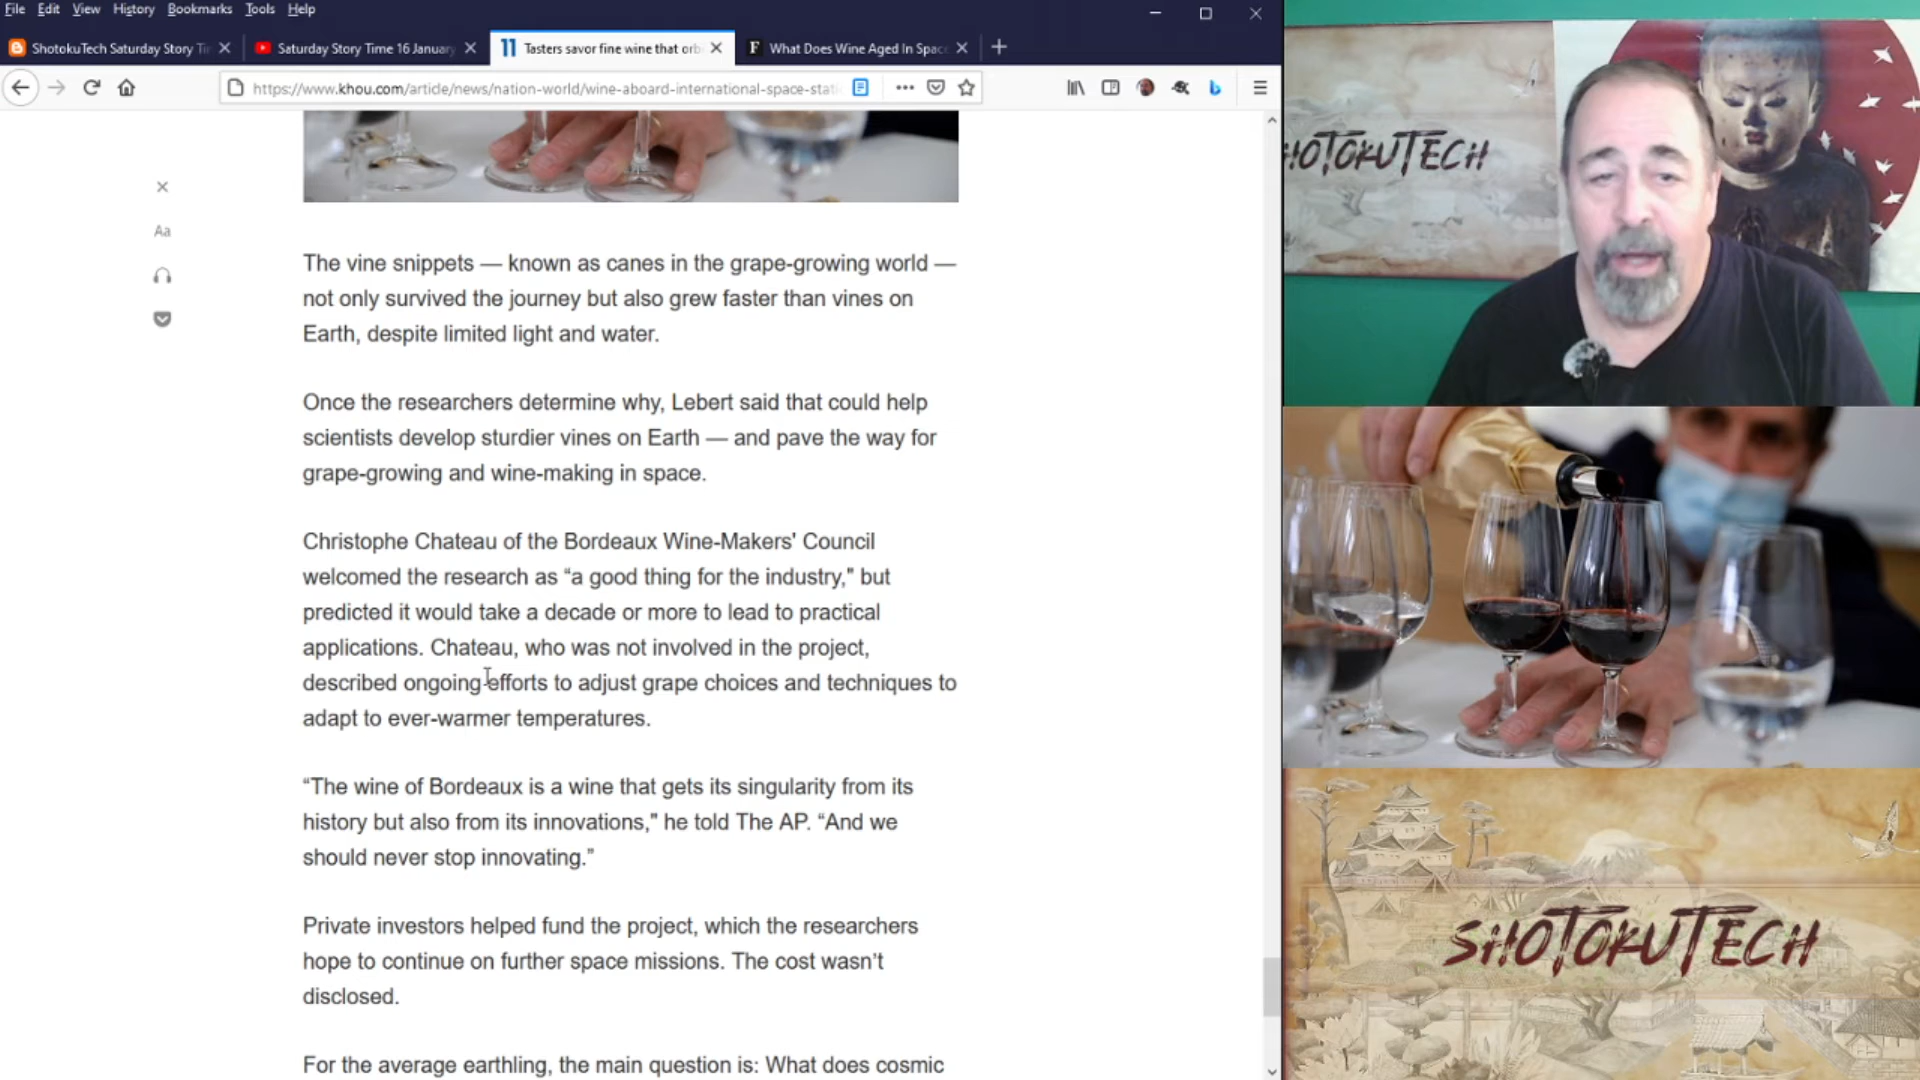 File Edit View History Bookmarks Tools Help
ShotokuTech Saturday Story Ti
Saturday Story Time 16 January
Tasters savor fine wine that orb
What Does Wine Aged In Spac
https://www.khou.com/article/news/nation-world/wine-aboard-international-space-stati
Aa
The vine snippets — known as canes in the grape-growing world —
not only survived the journey but also grew faster than vines on
Earth, despite limited light and water.
Once the researchers determine why, Lebert said that could help
scientists develop sturdier vines on Earth — and pave the way for
grape-growing and wine-making in space.
Christophe Chateau of the Bordeaux Wine-Makers' Council
welcomed the research as “a good thing for the industry,” but
predicted it would take a decade or more to lead to practical
applications. Chateau, who was not involved in the project,
described ongoing efforts to adjust grape choices and techniques to
adapt to ever-warmer temperatures.
“The wine of Bordeaux is a wine that gets its singularity from its
history but also from its innovations,” he told The AP. “And we
should never stop innovating.”
Private investors helped fund the project, which the researchers
hope to continue on further space missions. The cost wasn’t
disclosed.
For the average earthling, the main question is: What does cosmic
HOTOKUTECH
SHOTOKUTECH